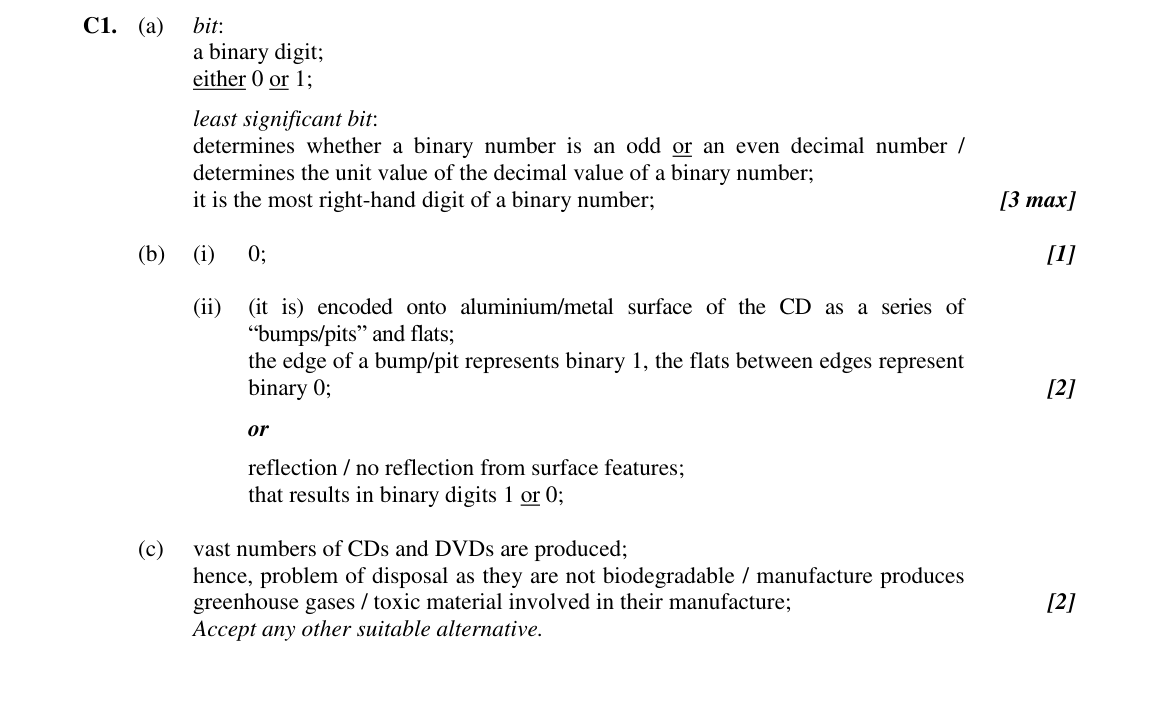 C1. (a) bit:
a binary digit;
either 0 or 1;
least significant bit:
determines whether a binary number is an odd or an even decimal number /
determines the unit value of the decimal value of a binary number;
it is the most right-hand digit of a binary number; [3 max]
(b) (i) 0; [1]
(ii) (it is) encoded onto aluminium/metal surface of the CD as a series of
“bumps/pits” and flats;
the edge of a bump/pit represents binary 1, the flats between edges represent
binary 0; [2]
or
reflection / no reflection from surface features;
that results in binary digits 1 or 0;
(c) vast numbers of CDs and DVDs are produced;
hence, problem of disposal as they are not biodegradable / manufacture produces
greenhouse gases / toxic material involved in their manufacture; [2]
Accept any other suitable alternative.